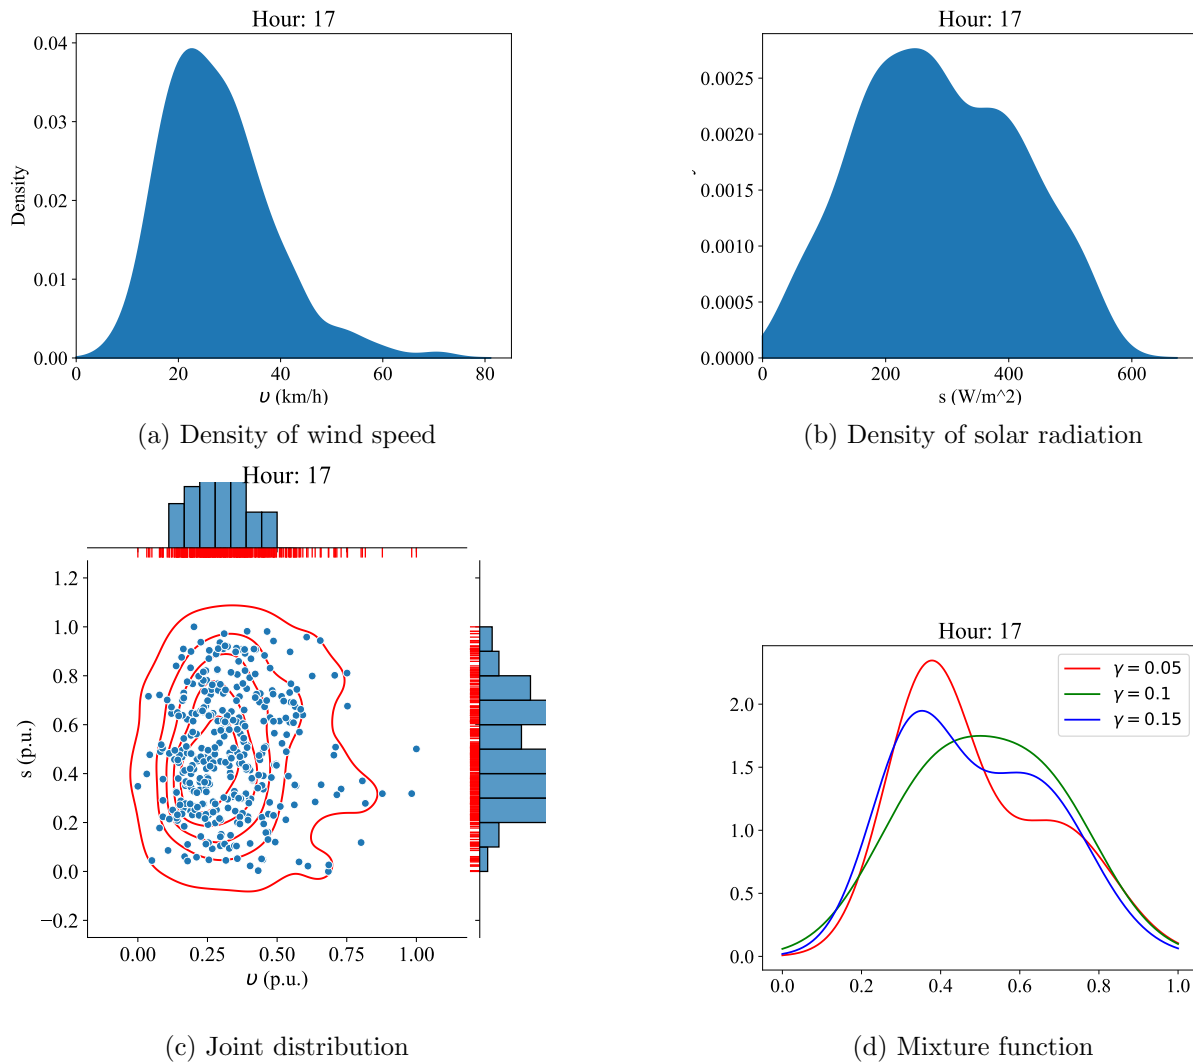 Hour: 17
0.04
0.03
0.02
0.01
0.00
Density
0
20
40
60
80
υ (km/h)
(a) Density of wind speed
Hour: 17
0.0025
0.0020
0.0015
0.0010
0.0005
0.0000
0
200
400
600
s (W/m^2)
(b) Density of solar radiation
Hour: 17
1.2
1.0
0.8
0.6
0.4
0.2
0.0
−0.2
s (p.u.)
0.00
0.25
0.50
0.75
1.00
υ (p.u.)
(c) Joint distribution
Hour: 17
γ = 0.05
γ = 0.1
γ = 0.15
2.0
1.5
1.0
0.5
0.0
0.0
0.2
0.4
0.6
0.8
1.0
(d) Mixture function